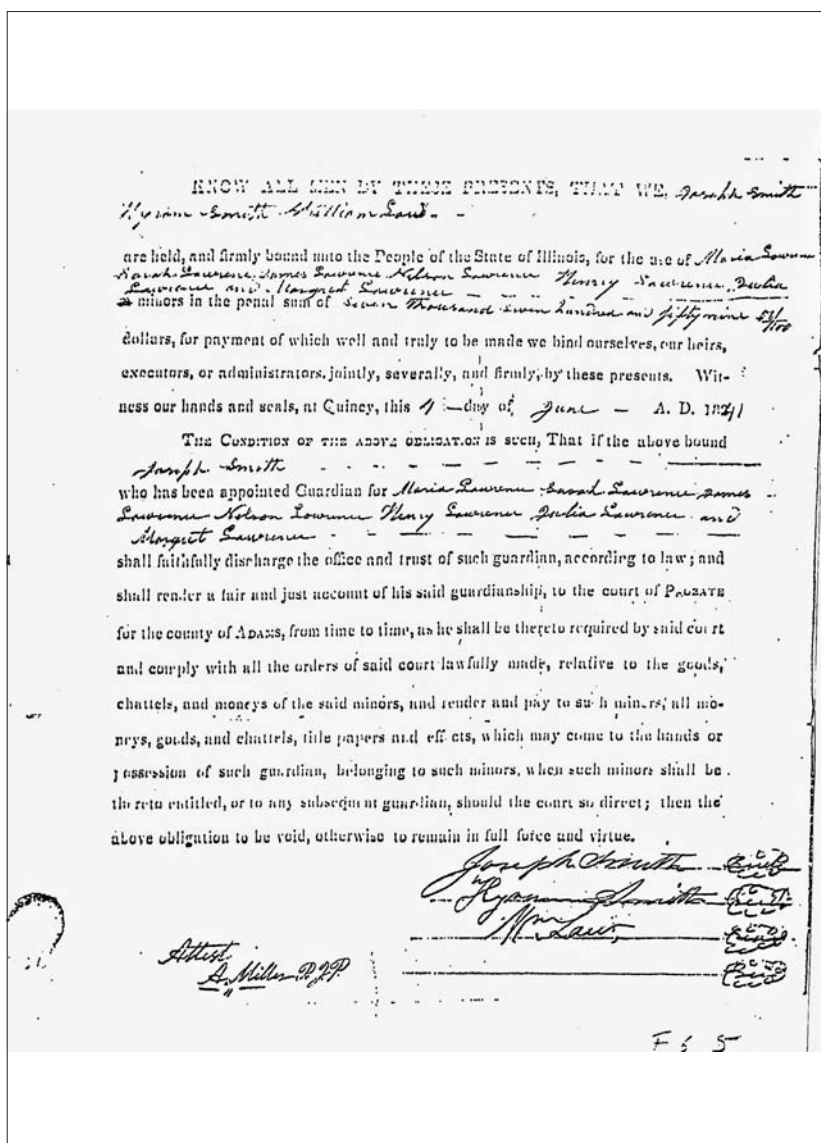 KNOW ALL MEN BY THESE PRESENTS, THAT WE, Joseph Smith
Hyrum Smith William Law - -
are held, and firmly bound unto the People of the State of Illinois, for the use of Maria Lawrence
Sarah Lawrence, James Lawrence Nelson Lawrence Henry Lawrence, Julia
Lawrence and Margret Lawrence
minors in the penal sum of Seven Thousand Seven hundred and fifty nine
dollars, for payment of which well and truly to be made we bind ourselves, our heirs,
executors, or administrators, jointly, severally, and firmly, by these presents. Wit-
ness our hands and seals, at Quincy, this 4 day of June — A. D. 1841
THE CONDITION OF THE ABOVE OBLIGATION is such, That if the above bound
Joseph Smith
who has been appointed Guardian for Maria Lawrence Sarah Lawrence James
Lawrence Nelson Lawrence Henry Lawrence Julia Lawrence and
Margret Lawrence
shall faithfully discharge the office and trust of such guardian, according to law; and
shall render a fair and just account of his said guardianship, to the court of PROBATE
for the county of ADAMS, from time to time, as he shall be thereto required by said court
and comply with all the orders of said court lawfully made, relative to the goods,
chattels, and moneys of the said minors, and render and pay to such minors, all mo-
neys, goods, and chattels, title papers and effects, which may come to the hands or
possession of such guardian, belonging to such minors, when such minors shall be
thereto entitled, or to any subsequent guardian, should the court so direct; then the
above obligation to be void, otherwise to remain in full force and virtue.
Joseph Smith Seal
Hyrum Smith Seal
Wm Law Seal
Seal
Attest
A. Miller P.J.P.